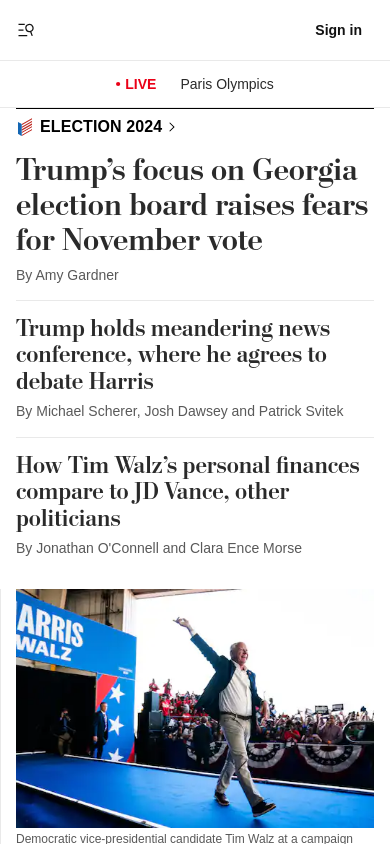 Sign in
• LIVE Paris Olympics
ELECTION 2024
Trump’s focus on Georgia
election board raises fears
for November vote
By Amy Gardner
Trump holds meandering news
conference, where he agrees to
debate Harris
By Michael Scherer, Josh Dawsey and Patrick Svitek
How Tim Walz’s personal finances
compare to JD Vance, other
politicians
By Jonathan O'Connell and Clara Ence Morse
ARRIS
WALZ
Democratic vice-presidential candidate Tim Walz at a campaign